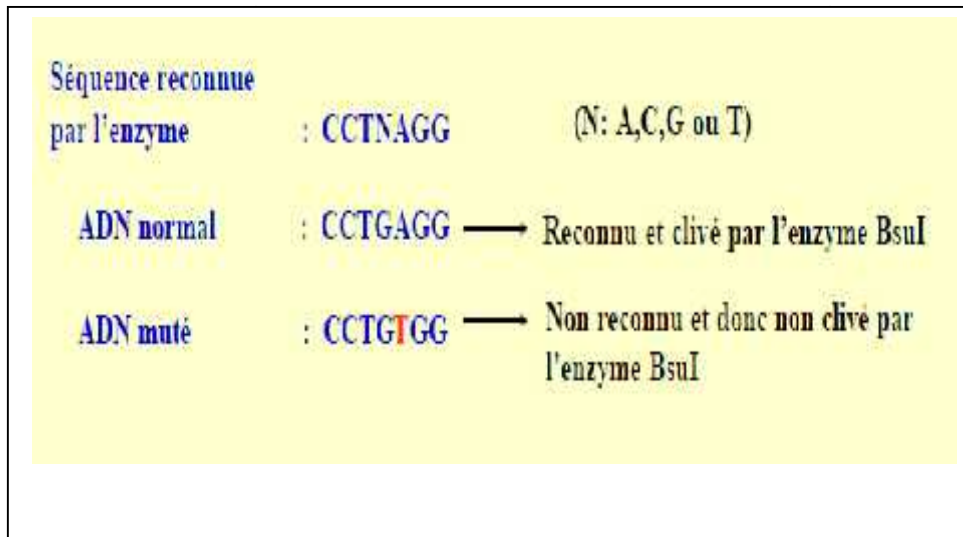 Séquence reconnue
par l'enzyme : CCTNAGG (N: A,C,G ou T)
ADN normal : CCTGAGG → Reconnu et clivé par l'enzyme BsuI
ADN muté : CCTGTGG → Non reconnu et donc non clivé par
l'enzyme BsuI